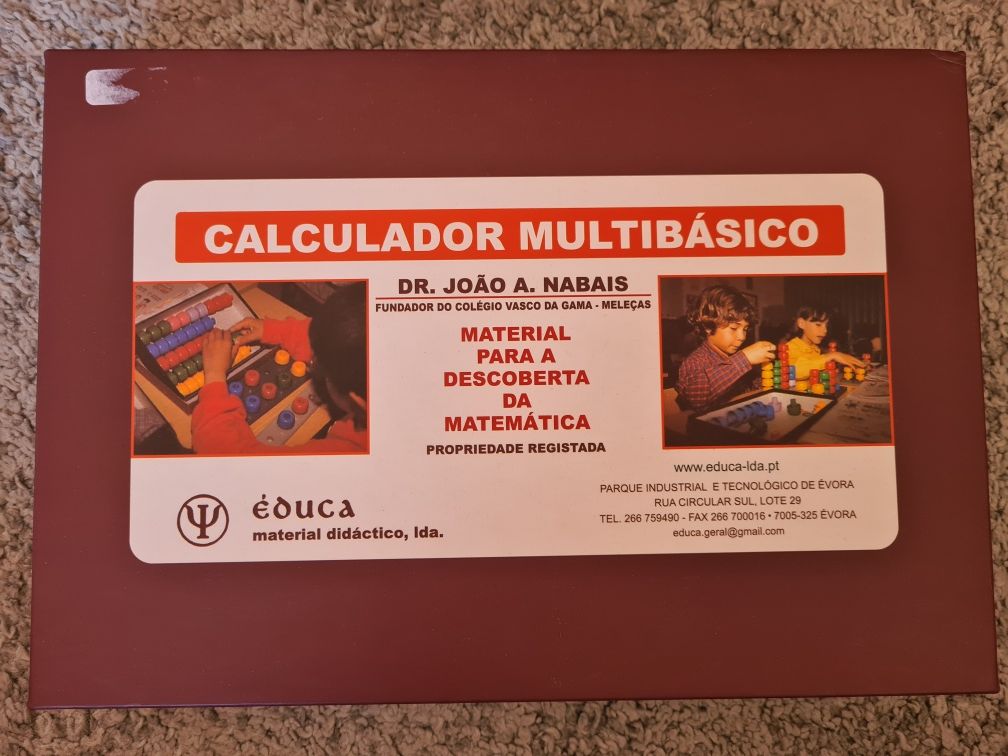 CALCULADOR MULTIBÁSICO
DR. JOÃO A. NABAIS
FUNDADOR DO COLÉGIO VASCO DA GAMA - MELEÇAS
MATERIAL
PARA A
DESCOBERTA
DA
MATEMÁTICA
PROPRIEDADE REGISTADA
Ψ
éduca
material didáctico, lda.
www.educa-lda.pt
PARQUE INDUSTRIAL E TECNOLÓGICO DE ÉVORA
RUA CIRCULAR SUL, LOTE 29
TEL. 266 759490 - FAX 266 700016 • 7005-325 ÉVORA
educa.geral@gmail.com